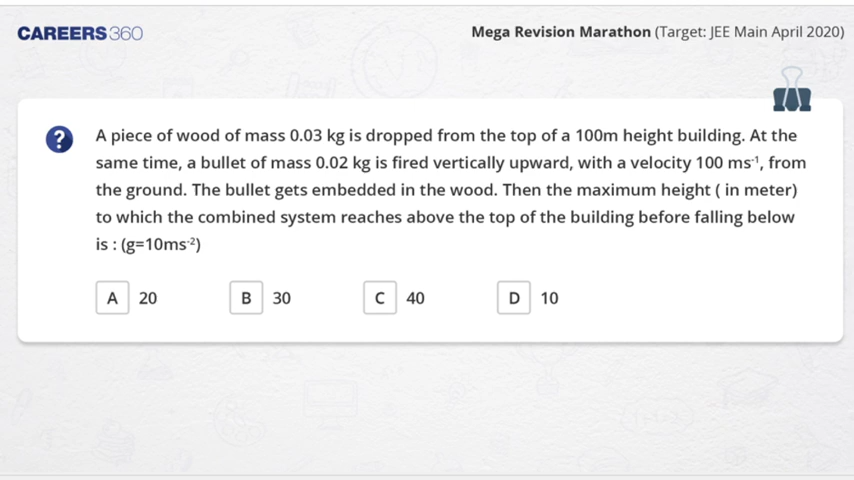 CAREERS360
Mega Revision Marathon (Target: JEE Main April 2020)
?
A piece of wood of mass 0.03 kg is dropped from the top of a 100m height building. At the
same time, a bullet of mass 0.02 kg is fired vertically upward, with a velocity 100 ms⁻¹, from
the ground. The bullet gets embedded in the wood. Then the maximum height ( in meter)
to which the combined system reaches above the top of the building before falling below
is : (g=10ms⁻²)
A 20 B 30 C 40 D 10